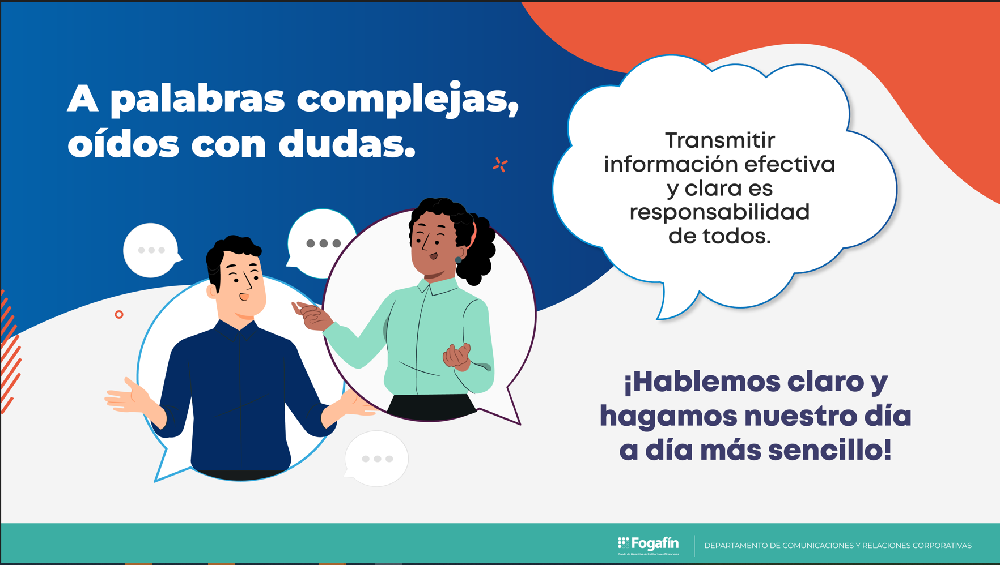 A palabras complejas,
oídos con dudas.
Transmitir
información efectiva
y clara es
responsabilidad
de todos.
¡Hablemos claro y
hagamos nuestro día
a día más sencillo!
Fogafín
Fondo de Garantías de Instituciones Financieras
DEPARTAMENTO DE COMUNICACIONES Y RELACIONES CORPORATIVAS